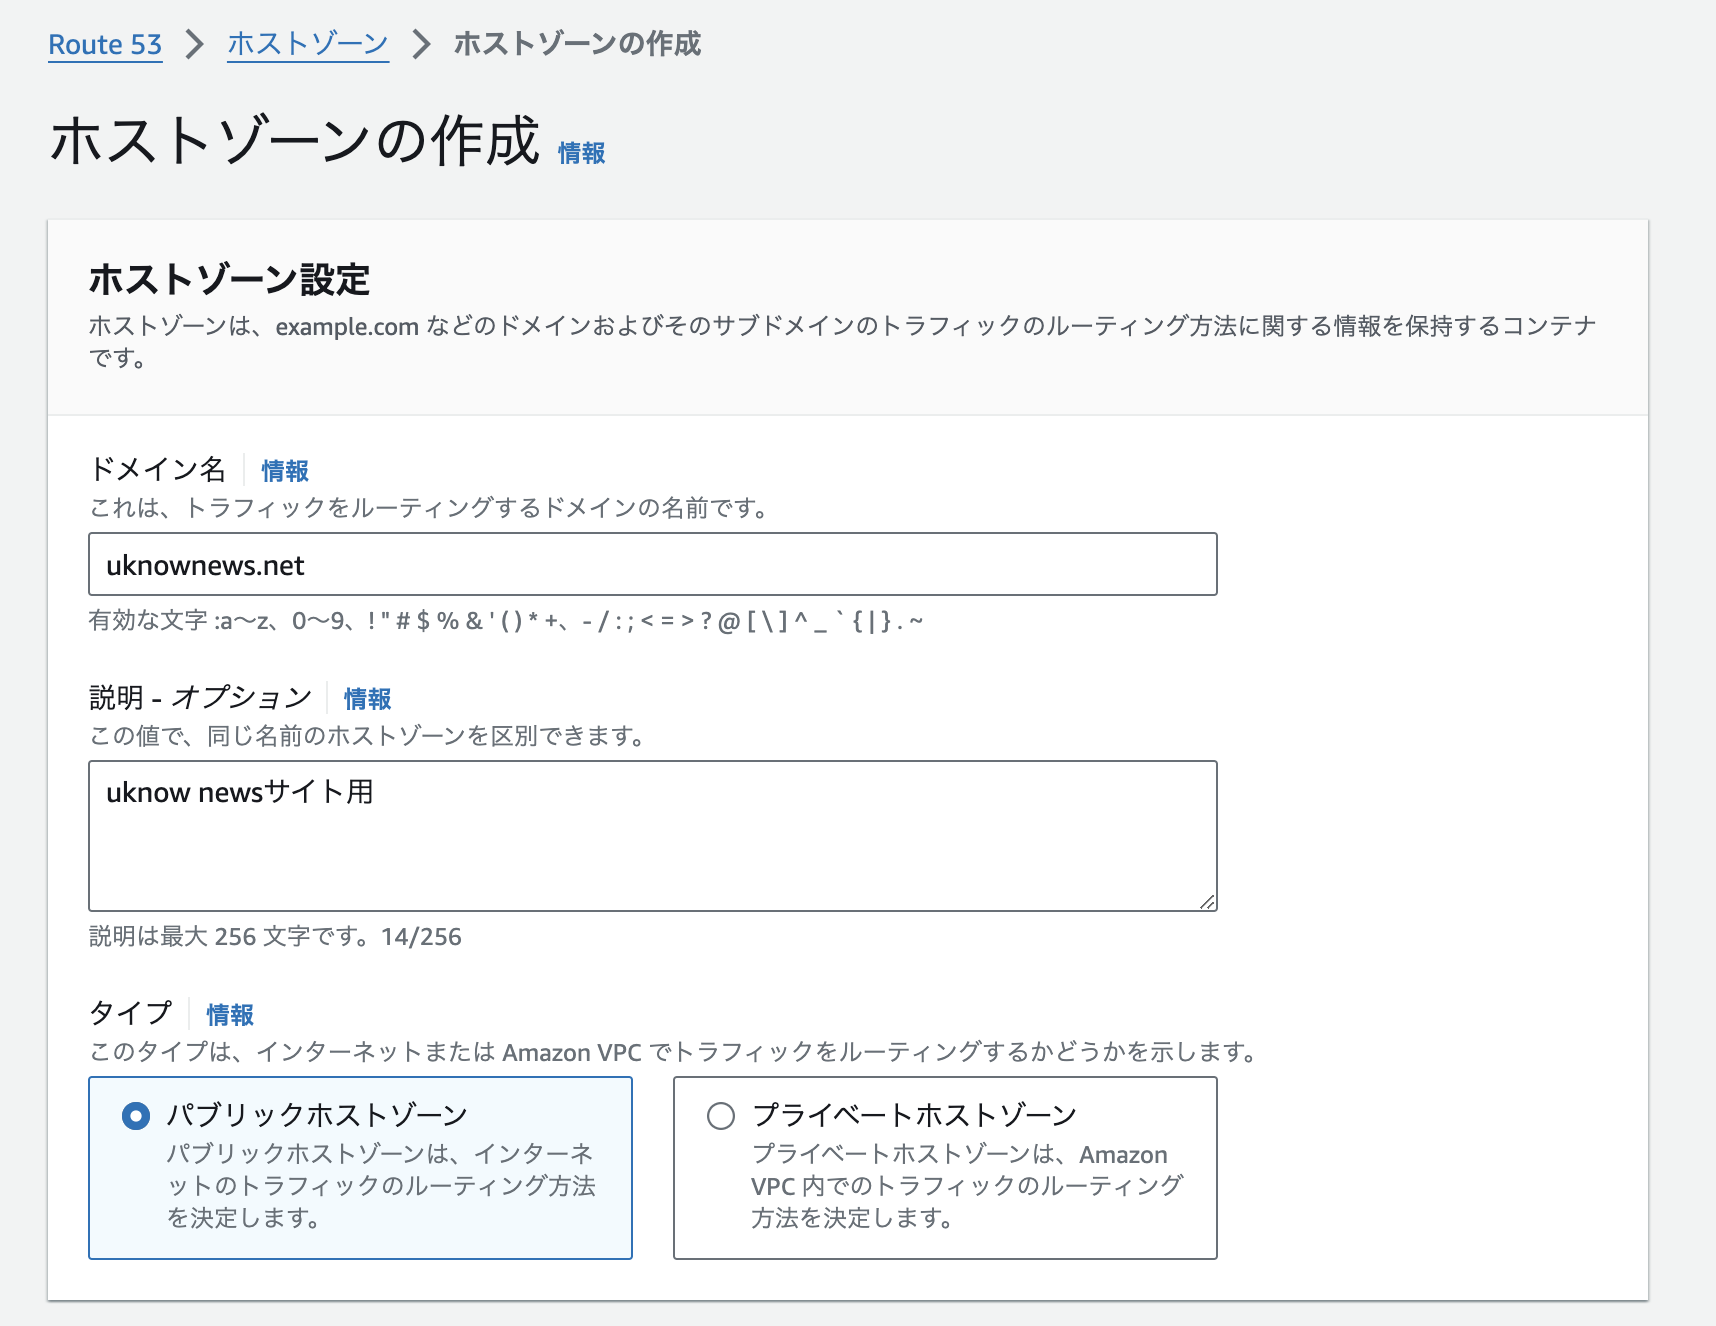 Route 53 > ホストゾーン > ホストゾーンの作成
ホストゾーンの作成 情報
ホストゾーン設定
ホストゾーンは、example.com などのドメインおよびそのサブドメインのトラフィックのルーティング方法に関する情報を保持するコンテナ
です。
ドメイン名 情報
これは、トラフィックをルーティングするドメインの名前です。
uknownews.net
有効な文字 :a〜z、0〜9、! " # $ % & ' ( ) * +、- / : ; < = > ? @ [ \ ] ^ _ ` { | } . ~
説明 - オプション 情報
この値で、同じ名前のホストゾーンを区別できます。
uknow newsサイト用
説明は最大 256 文字です。14/256
タイプ 情報
このタイプは、インターネットまたは Amazon VPC でトラフィックをルーティングするかどうかを示します。
パブリックホストゾーン
パブリックホストゾーンは、インターネ
ットのトラフィックのルーティング方法
を決定します。
プライベートホストゾーン
プライベートホストゾーンは、Amazon
VPC 内でのトラフィックのルーティング
方法を決定します。